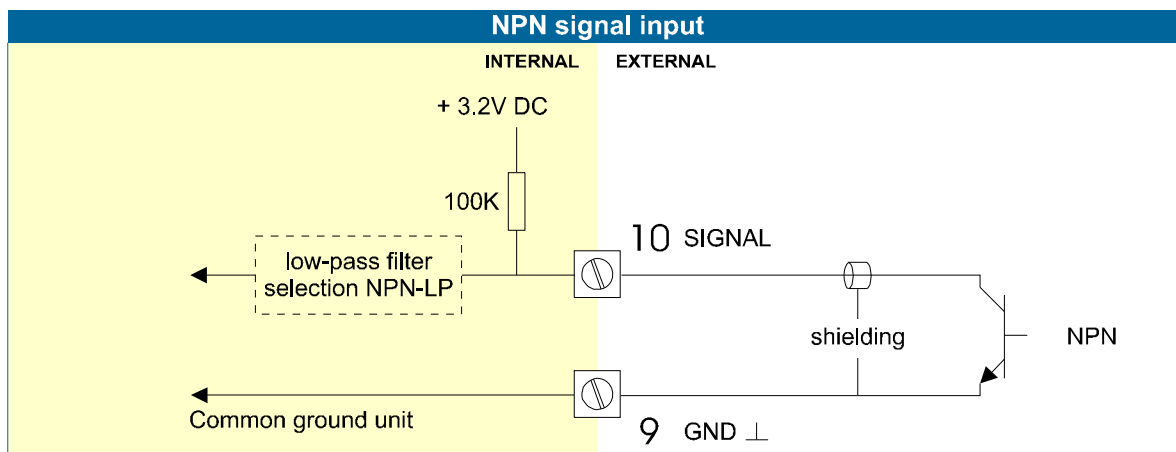 NPN signal input
INTERNAL
EXTERNAL
+ 3.2V DC
100K
10 SIGNAL
low-pass filter
selection NPN-LP
shielding
NPN
Common ground unit
9 GND ⊥